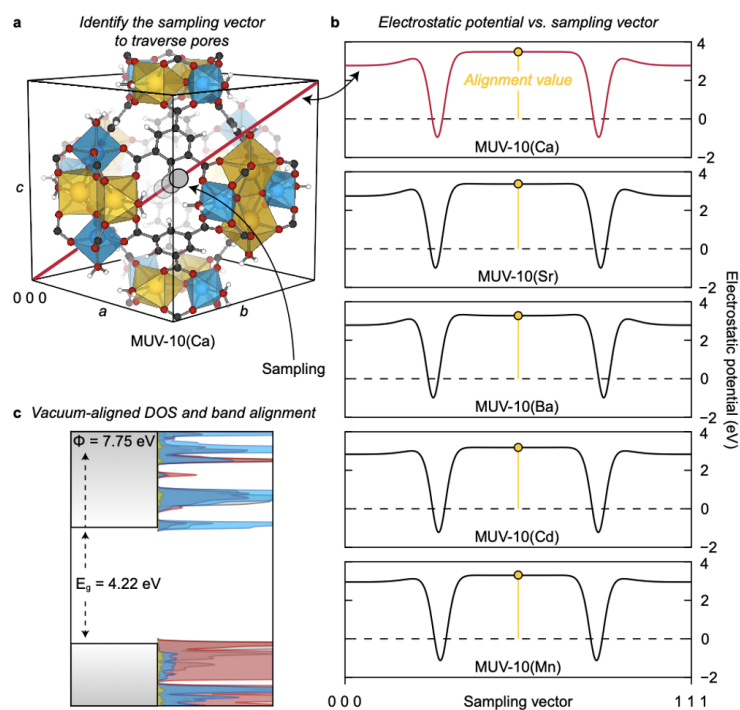 a Identify the sampling vector
to traverse pores
c
0 0 0
a
b
MUV-10(Ca)
Sampling
b Electrostatic potential vs. sampling vector
4
Alignment value
2
0
MUV-10(Ca)
−2
4
2
0
MUV-10(Sr)
−2
4
2
0
MUV-10(Ba)
−2
4
2
0
MUV-10(Cd)
−2
4
2
0
MUV-10(Mn)
−2
0 0 0
Sampling vector
1 1 1
Electrostatic potential (eV)
c Vacuum-aligned DOS and band alignment
Φ = 7.75 eV
Eg = 4.22 eV